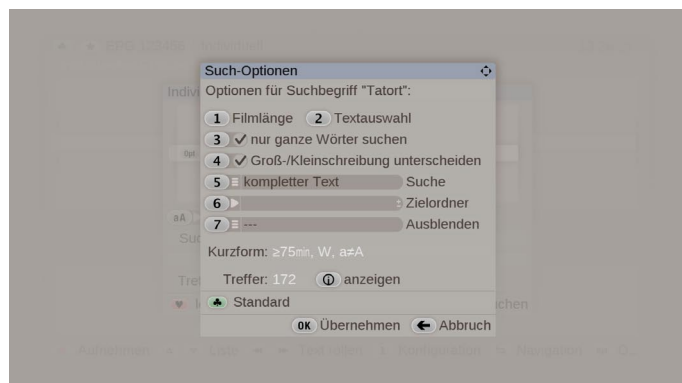 Such-Optionen
Optionen für Suchbegriff "Tatort":
1 Filmlänge 2 Textauswahl
3 ✓ nur ganze Wörter suchen
4 ✓ Groß-/Kleinschreibung unterscheiden
5 kompletter Text Suche
6 Zielordner
7 --- Ausblenden
Kurzform: ≥75min, W, a≠A
Treffer: 172 anzeigen
Standard
OK Übernehmen Abbruch
aA